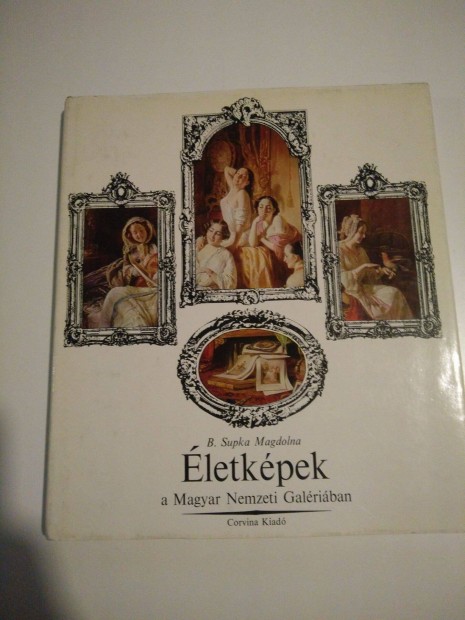 B. Supka Magdolna
Életképek
a Magyar Nemzeti Galériában
Corvina Kiadó